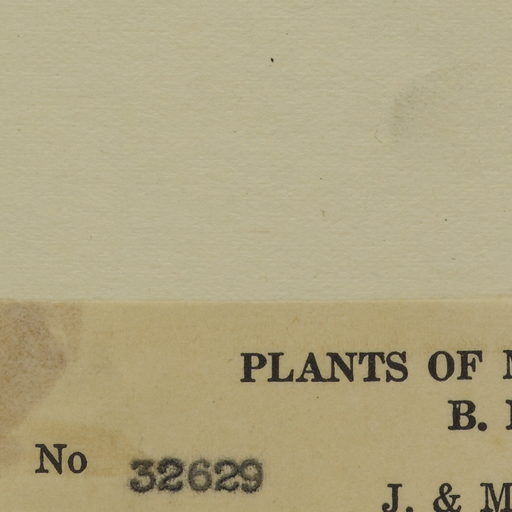 PLANTS OF
B.
No 32629
J. & M